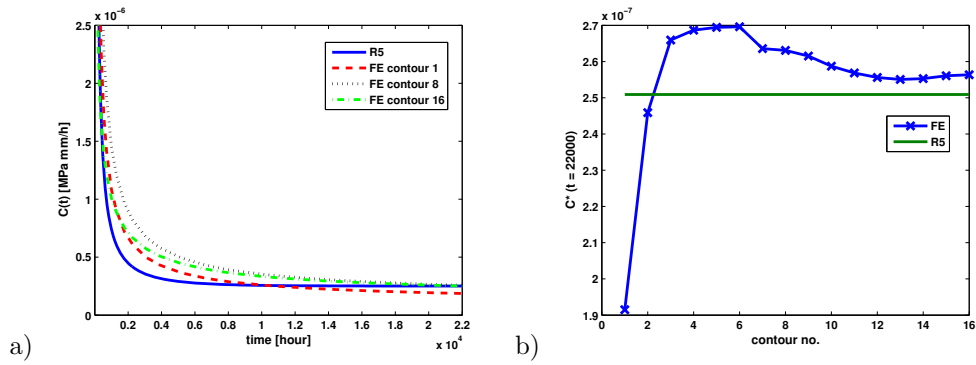 x 10⁻⁶
2.5
2
1.5
1
0.5
0
C(t) [MPa mm/h]
R5
FE contour 1
FE contour 8
FE contour 16
0.2 0.4 0.6 0.8 1 1.2 1.4 1.6 1.8 2 2.2
time [hour]
x 10⁴
a)
x 10⁻⁷
2.7
2.6
2.5
2.4
2.3
2.2
2.1
2
1.9
C* (t = 22000)
FE
R5
0 2 4 6 8 10 12 14 16
contour no.
b)